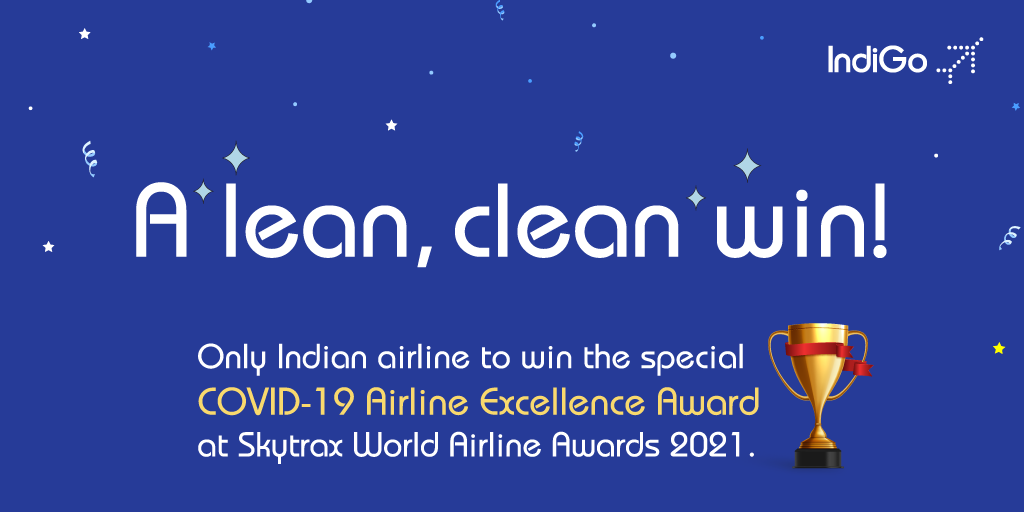 IndiGo
A lean, clean win!
Only Indian airline to win the special
COVID-19 Airline Excellence Award
at Skytrax World Airline Awards 2021.